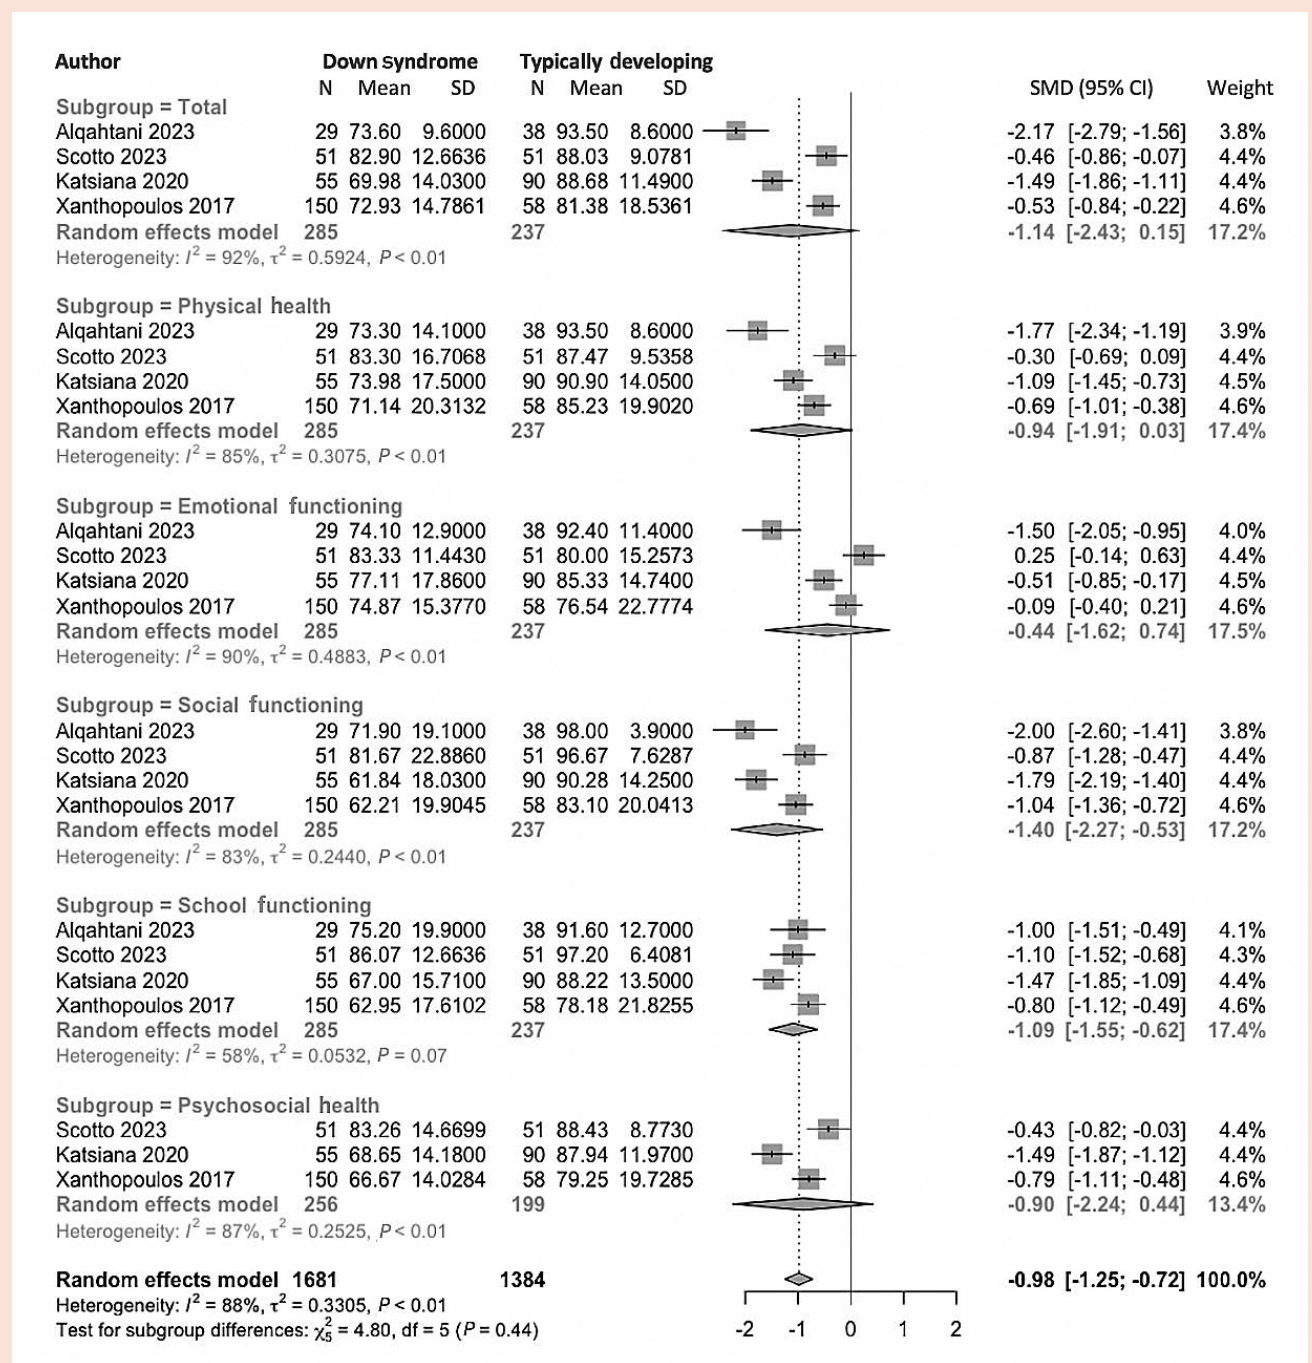 Author Down syndrome Typically developing
N Mean SD N Mean SD SMD (95% CI) Weight
Subgroup = Total
Alqahtani 2023 29 73.60 9.6000 38 93.50 8.6000 -2.17 [-2.79; -1.56] 3.8%
Scotto 2023 51 82.90 12.6636 51 88.03 9.0781 -0.46 [-0.86; -0.07] 4.4%
Katsiana 2020 55 69.98 14.0300 90 88.68 11.4900 -1.49 [-1.86; -1.11] 4.4%
Xanthopoulos 2017 150 72.93 14.7861 58 81.38 18.5361 -0.53 [-0.84; -0.22] 4.6%
Random effects model 285 237 -1.14 [-2.43; 0.15] 17.2%
Heterogeneity: I² = 92%, τ² = 0.5924, P < 0.01
Subgroup = Physical health
Alqahtani 2023 29 73.30 14.1000 38 93.50 8.6000 -1.77 [-2.34; -1.19] 3.9%
Scotto 2023 51 83.30 16.7068 51 87.47 9.5358 -0.30 [-0.69; 0.09] 4.4%
Katsiana 2020 55 73.98 17.5000 90 90.90 14.0500 -1.09 [-1.45; -0.73] 4.5%
Xanthopoulos 2017 150 71.14 20.3132 58 85.23 19.9020 -0.69 [-1.01; -0.38] 4.6%
Random effects model 285 237 -0.94 [-1.91; 0.03] 17.4%
Heterogeneity: I² = 85%, τ² = 0.3075, P < 0.01
Subgroup = Emotional functioning
Alqahtani 2023 29 74.10 12.9000 38 92.40 11.4000 -1.50 [-2.05; -0.95] 4.0%
Scotto 2023 51 83.33 11.4430 51 80.00 15.2573 0.25 [-0.14; 0.63] 4.4%
Katsiana 2020 55 77.11 17.8600 90 85.33 14.7400 -0.51 [-0.85; -0.17] 4.5%
Xanthopoulos 2017 150 74.87 15.3770 58 76.54 22.7774 -0.09 [-0.40; 0.21] 4.6%
Random effects model 285 237 -0.44 [-1.62; 0.74] 17.5%
Heterogeneity: I² = 90%, τ² = 0.4883, P < 0.01
Subgroup = Social functioning
Alqahtani 2023 29 71.90 19.1000 38 98.00 3.9000 -2.00 [-2.60; -1.41] 3.8%
Scotto 2023 51 81.67 22.8860 51 96.67 7.6287 -0.87 [-1.28; -0.47] 4.4%
Katsiana 2020 55 61.84 18.0300 90 90.28 14.2500 -1.79 [-2.19; -1.40] 4.4%
Xanthopoulos 2017 150 62.21 19.9045 58 83.10 20.0413 -1.04 [-1.36; -0.72] 4.6%
Random effects model 285 237 -1.40 [-2.27; -0.53] 17.2%
Heterogeneity: I² = 83%, τ² = 0.2440, P < 0.01
Subgroup = School functioning
Alqahtani 2023 29 75.20 19.9000 38 91.60 12.7000 -1.00 [-1.51; -0.49] 4.1%
Scotto 2023 51 86.07 12.6636 51 97.20 6.4081 -1.10 [-1.52; -0.68] 4.3%
Katsiana 2020 55 67.00 15.7100 90 88.22 13.5000 -1.47 [-1.85; -1.09] 4.4%
Xanthopoulos 2017 150 62.95 17.6102 58 78.18 21.8255 -0.80 [-1.12; -0.49] 4.6%
Random effects model 285 237 -1.09 [-1.55; -0.62] 17.4%
Heterogeneity: I² = 58%, τ² = 0.0532, P = 0.07
Subgroup = Psychosocial health
Scotto 2023 51 83.26 14.6699 51 88.43 8.7730 -0.43 [-0.82; -0.03] 4.4%
Katsiana 2020 55 68.65 14.1800 90 87.94 11.9700 -1.49 [-1.87; -1.12] 4.4%
Xanthopoulos 2017 150 66.67 14.0284 58 79.25 19.7285 -0.79 [-1.11; -0.48] 4.6%
Random effects model 256 199 -0.90 [-2.24; 0.44] 13.4%
Heterogeneity: I² = 87%, τ² = 0.2525, P < 0.01
Random effects model 1681 1384 -0.98 [-1.25; -0.72] 100.0%
Heterogeneity: I² = 88%, τ² = 0.3305, P < 0.01
Test for subgroup differences: χ²₅ = 4.80, df = 5 (P = 0.44)
-2 -1 0 1 2